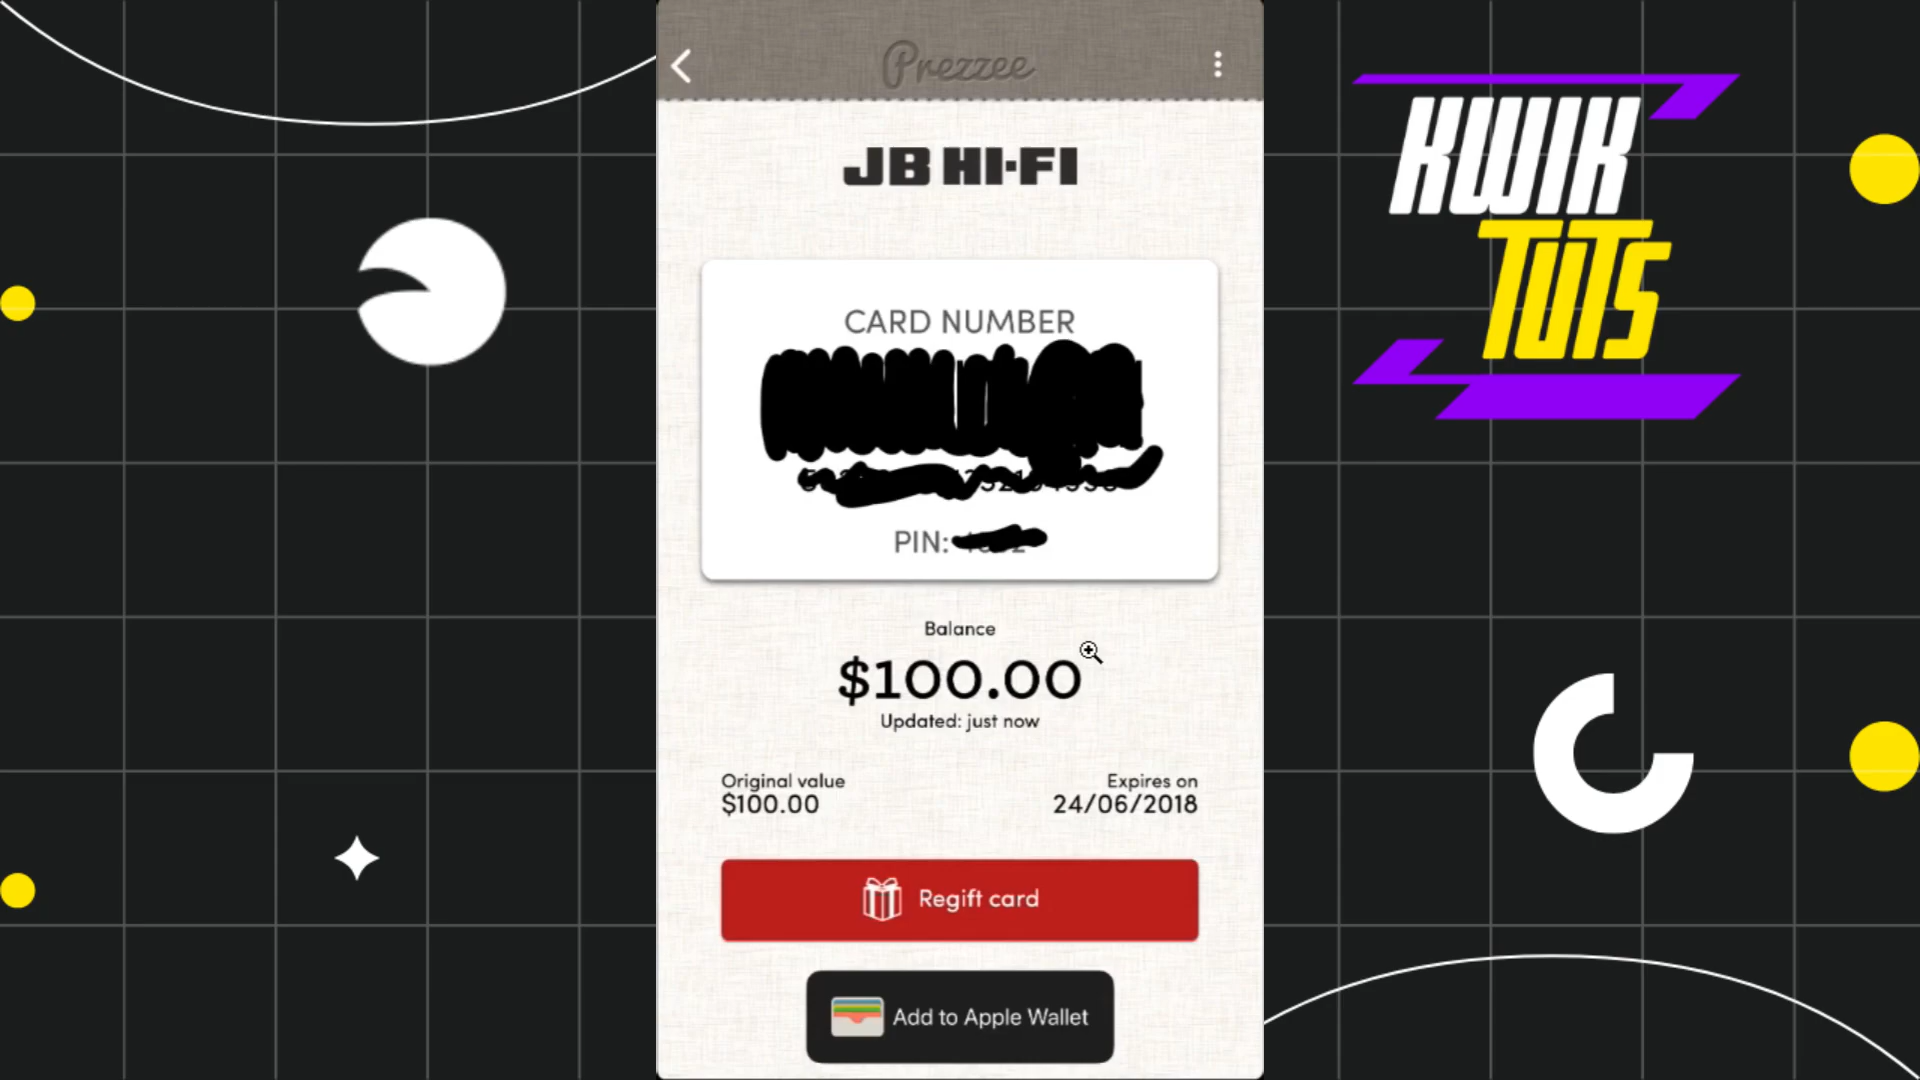 Prezzee
JB HI-FI
KWIK
TUTS
CARD NUMBER
PIN:
Balance
$100.00
Updated: just now
Original value
$100.00
Expires on
24/06/2018
Regift card
Add to Apple Wallet